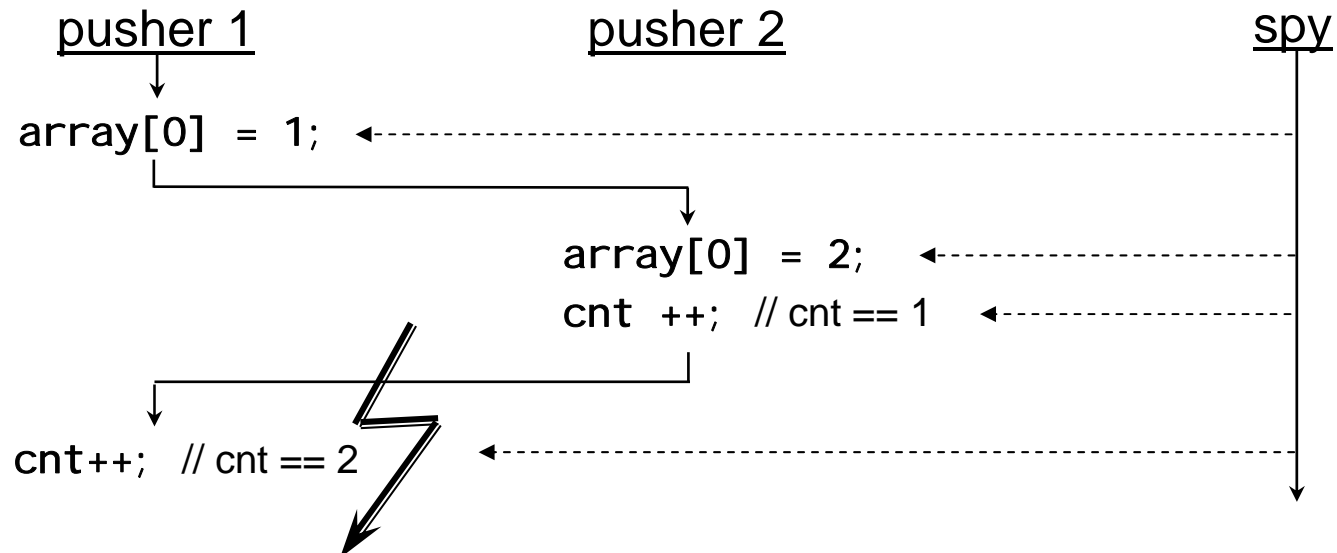 pusher 1 pusher 2 spy
array[0] = 1;
array[0] = 2;
cnt ++; // cnt == 1
cnt++; // cnt == 2